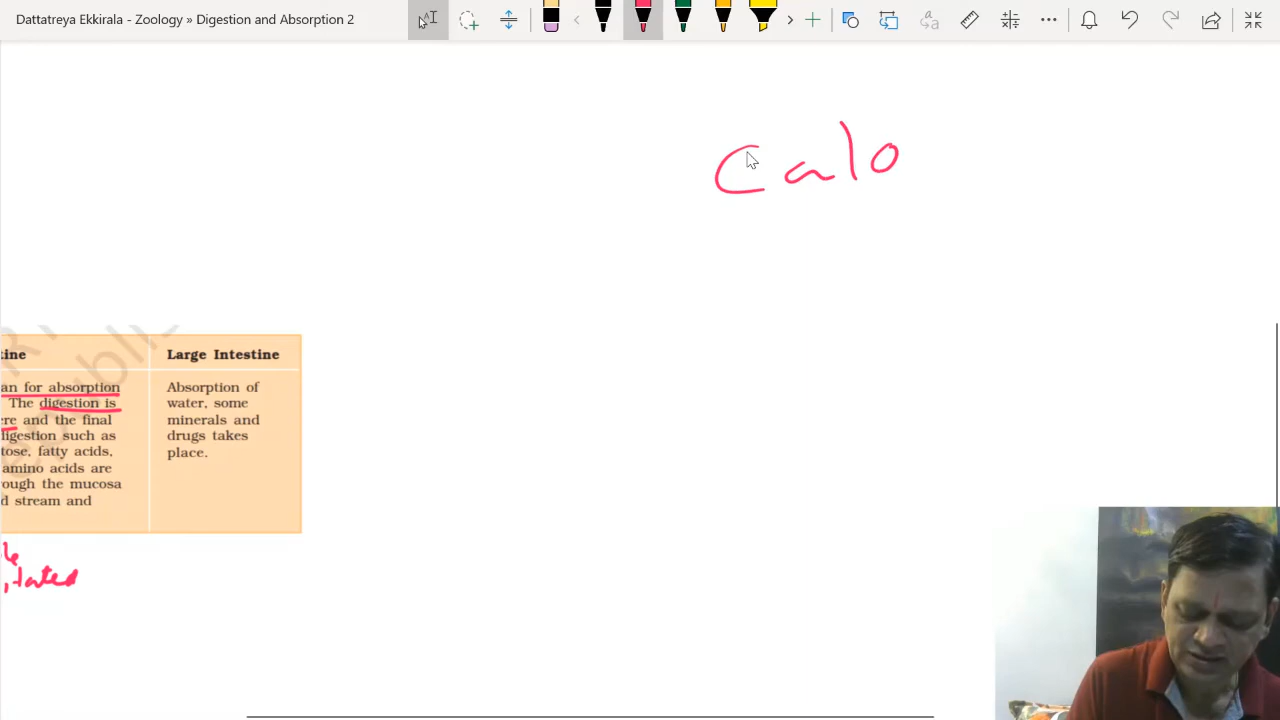 Dattatreya Ekkirala - Zoology » Digestion and Absorption 2
Calo
tine
Large Intestine
an for absorption
The digestion is
ere and the final
digestion such as
tose, fatty acids,
amino acids are
rough the mucosa
d stream and
Absorption of
water, some
minerals and
drugs takes
place.